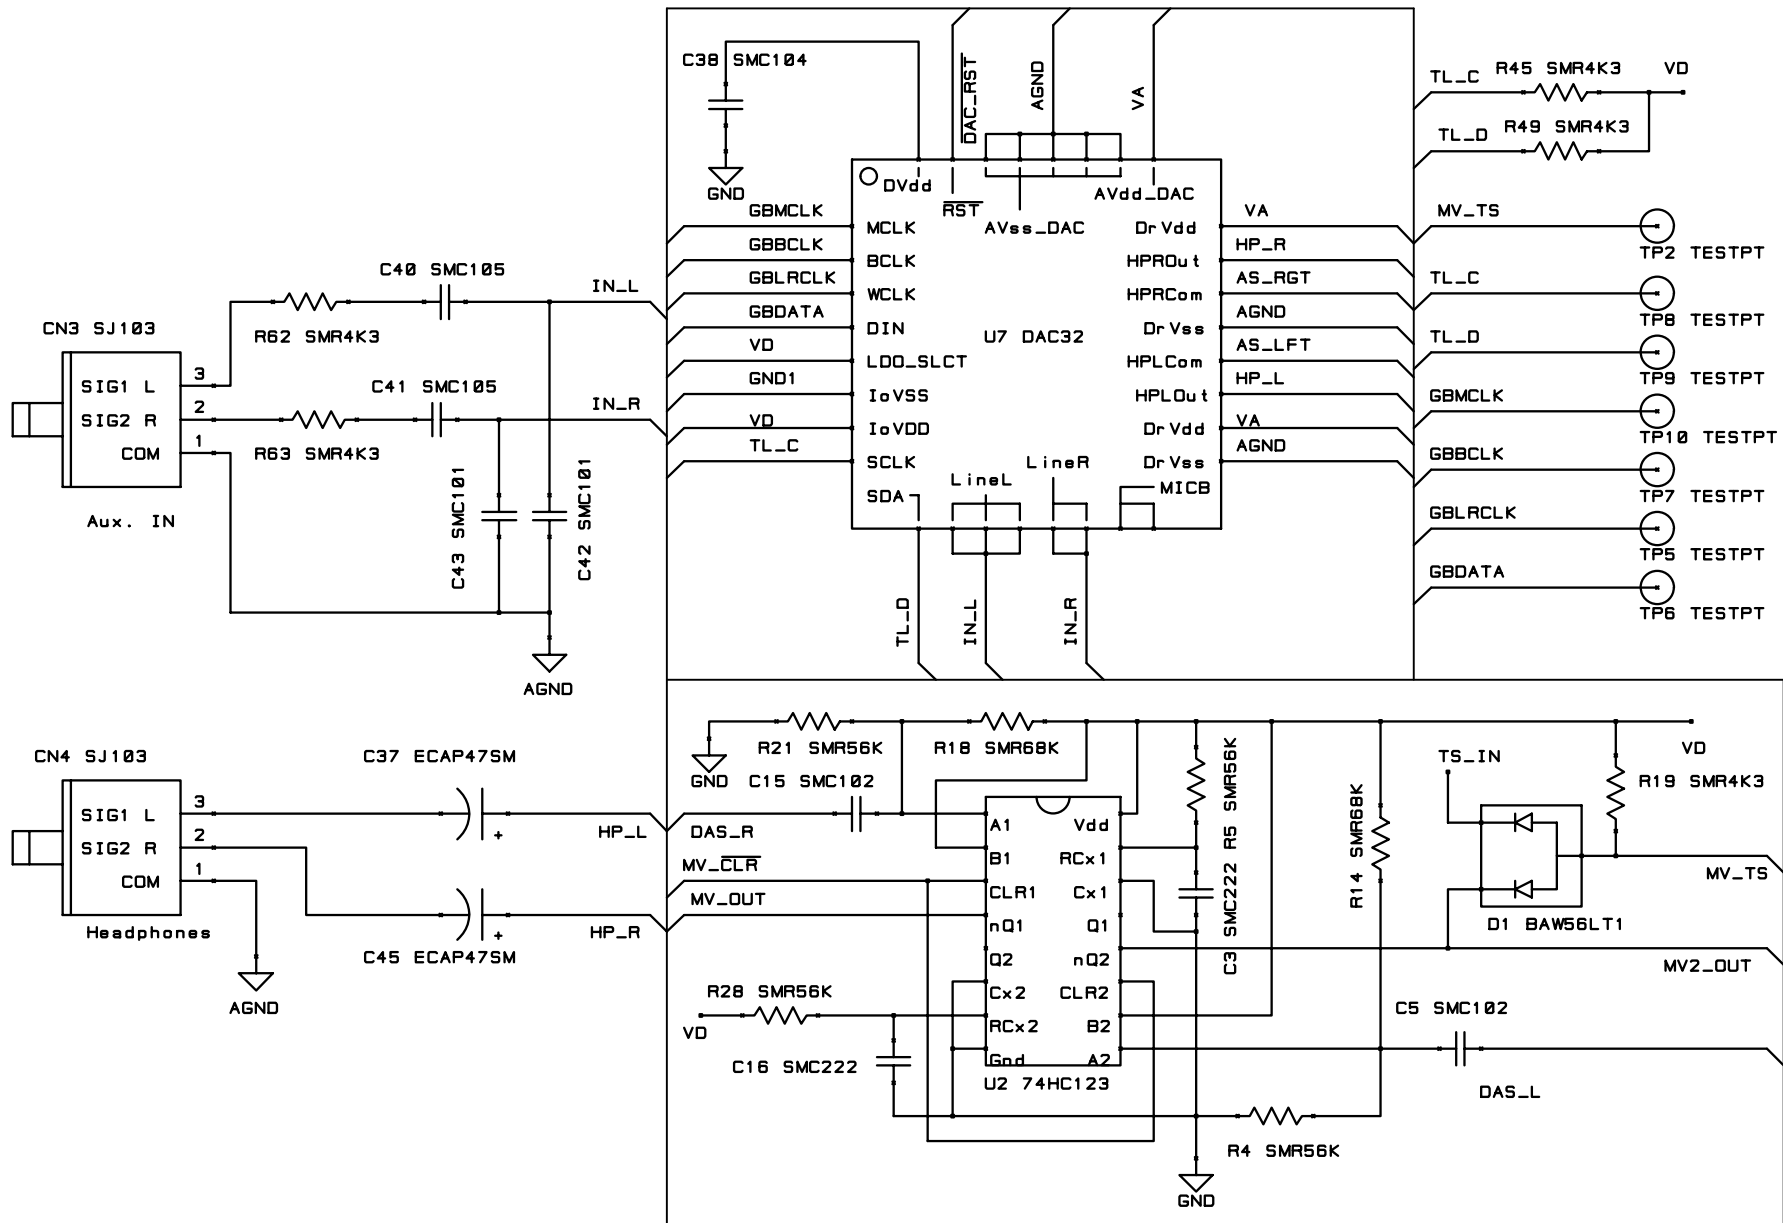 C38 SMC104
GND
DAC_RST
AGND
VA
TL_C
R45 SMR4K3
VD
TL_D
R49 SMR4K3
DVdd
RST
AVss_DAC
AVdd_DAC
GBMCLK
MCLK
GBBCLK
BCLK
GBLRCLK
WCLK
GBDATA
DIN
VD
LDO_SLCT
GND1
IoVSS
VD
IoVDD
TL_C
SCLK
SDA
LineL
LineR
MICB
U7 DAC32
DrVdd
VA
HPROut
HP_R
HPRCom
AS_RGT
DrVss
AGND
HPLCom
AS_LFT
HPLOut
HP_L
DrVdd
VA
DrVss
AGND
TL_D
IN_L
IN_R
MV_TS
TP2 TESTPT
TL_C
TP8 TESTPT
TL_D
TP9 TESTPT
GBMCLK
TP10 TESTPT
GBBCLK
TP7 TESTPT
GBLRCLK
TP5 TESTPT
GBDATA
TP6 TESTPT
C40 SMC105
IN_L
R62 SMR4K3
CN3 SJ103
SIG1 L
3
C41 SMC105
IN_R
SIG2 R
2
R63 SMR4K3
COM
1
Aux. IN
C43 SMC101
C42 SMC101
AGND
CN4 SJ103
C37 ECAP47SM
SIG1 L
3
+
HP_L
SIG2 R
2
COM
1
Headphones
+
HP_R
C45 ECAP47SM
AGND
R21 SMR56K
R18 SMR68K
GND
C15 SMC102
DAS_R
MV_CLR
MV_OUT
A1
Vdd
B1
RCx1
CLR1
Cx1
nQ1
Q1
Q2
nQ2
Cx2
CLR2
RCx2
B2
Gnd
A2
U2 74HC123
R28 SMR56K
VD
C16 SMC222
C3 SMC222
R5 SMR56K
R14 SMR68K
TS_IN
VD
R19 SMR4K3
D1 BAW56LT1
MV_TS
MV2_OUT
C5 SMC102
DAS_L
R4 SMR56K
GND